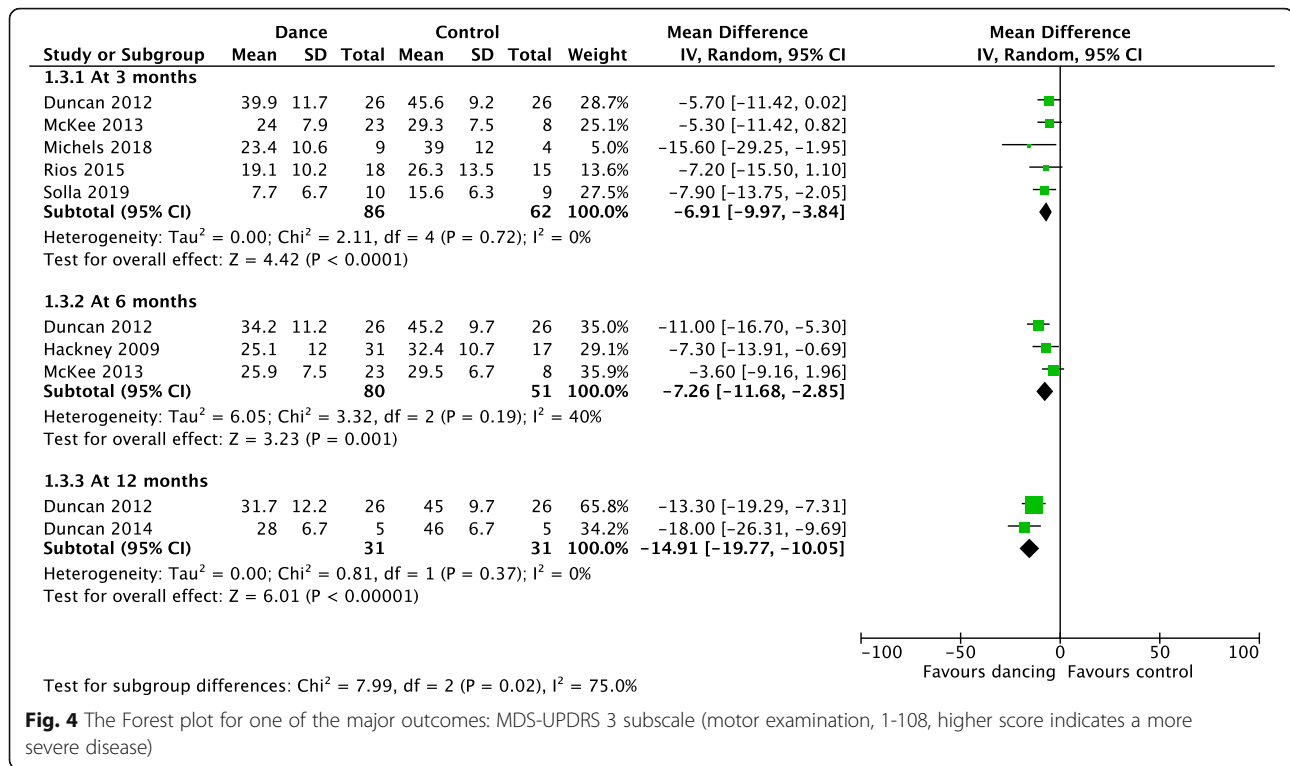 Dance Control Mean Difference Mean Difference
Study or Subgroup Mean SD Total Mean SD Total Weight IV, Random, 95% CI IV, Random, 95% CI
1.3.1 At 3 months
Duncan 2012 39.9 11.7 26 45.6 9.2 26 28.7% −5.70 [−11.42, 0.02]
McKee 2013 24 7.9 23 29.3 7.5 8 25.1% −5.30 [−11.42, 0.82]
Michels 2018 23.4 10.6 9 39 12 4 5.0% −15.60 [−29.25, −1.95]
Rios 2015 19.1 10.2 18 26.3 13.5 15 13.6% −7.20 [−15.50, 1.10]
Solla 2019 7.7 6.7 10 15.6 6.3 9 27.5% −7.90 [−13.75, −2.05]
Subtotal (95% CI) 86 62 100.0% −6.91 [−9.97, −3.84]
Heterogeneity: Tau² = 0.00; Chi² = 2.11, df = 4 (P = 0.72); I² = 0%
Test for overall effect: Z = 4.42 (P < 0.0001)
1.3.2 At 6 months
Duncan 2012 34.2 11.2 26 45.2 9.7 26 35.0% −11.00 [−16.70, −5.30]
Hackney 2009 25.1 12 31 32.4 10.7 17 29.1% −7.30 [−13.91, −0.69]
McKee 2013 25.9 7.5 23 29.5 6.7 8 35.9% −3.60 [−9.16, 1.96]
Subtotal (95% CI) 80 51 100.0% −7.26 [−11.68, −2.85]
Heterogeneity: Tau² = 6.05; Chi² = 3.32, df = 2 (P = 0.19); I² = 40%
Test for overall effect: Z = 3.23 (P = 0.001)
1.3.3 At 12 months
Duncan 2012 31.7 12.2 26 45 9.7 26 65.8% −13.30 [−19.29, −7.31]
Duncan 2014 28 6.7 5 46 6.7 5 34.2% −18.00 [−26.31, −9.69]
Subtotal (95% CI) 31 31 100.0% −14.91 [−19.77, −10.05]
Heterogeneity: Tau² = 0.00; Chi² = 0.81, df = 1 (P = 0.37); I² = 0%
Test for overall effect: Z = 6.01 (P < 0.00001)
−100 −50 0 50 100
Favours dancing Favours control
Test for subgroup differences: Chi² = 7.99, df = 2 (P = 0.02), I² = 75.0%
Fig. 4 The Forest plot for one of the major outcomes: MDS-UPDRS 3 subscale (motor examination, 1-108, higher score indicates a more
severe disease)